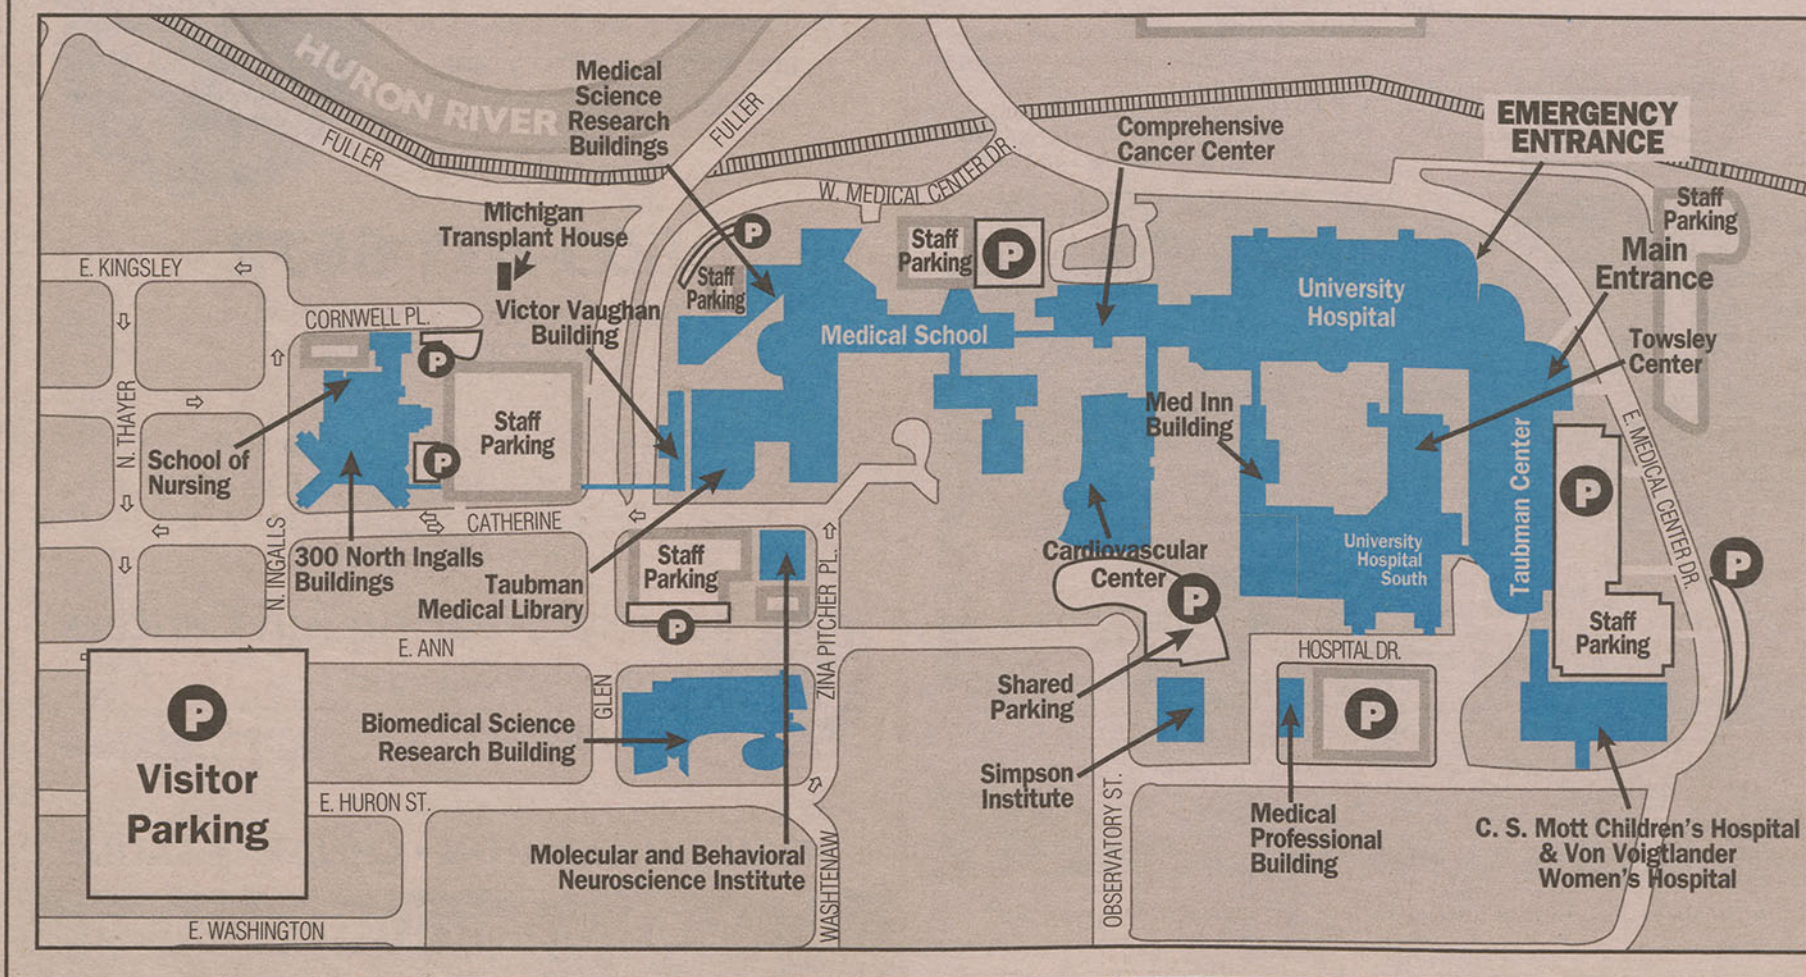 HURON RIVER
FULLER
FULLER
Medical
Science
Research
Buildings
W. MEDICAL CENTER DR.
Comprehensive
Cancer Center
EMERGENCY
ENTRANCE
Staff
Parking
Main
Entrance
MIchigan
Transplant House
P
Staff
Parking
P
Staff
Parking
E. KINGSLEY
CORNWELL PL.
Victor Vaughan
Building
Medical School
University
Hospital
Towsley
Center
P
N. THAYER
Staff
Parking
School of
Nursing
P
Med Inn
Building
Taubman Center
P
E. MEDICAL CENTER DR.
E. MEDICAL CENTER DR.
P
N. INGALLS
CATHERINE
300 North Ingalls
Buildings
Taubman
Medical Library
Staff
Parking
P
ZINA PITCHER PL.
Cardiovascular
Center
P
University
Hospital
South
Staff
Parking
E. ANN
HOSPITAL DR.
P
Visitor
Parking
GLEN
Biomedical Science
Research Building
Shared
Parking
Simpson
Institute
P
E. HURON ST.
Molecular and Behavioral
Neuroscience Institute
WASHTENAW
OBSERVATORY ST.
Medical
Professional
Building
C. S. Mott Children's Hospital
& Von Voigtlander
Women's Hospital
E. WASHINGTON